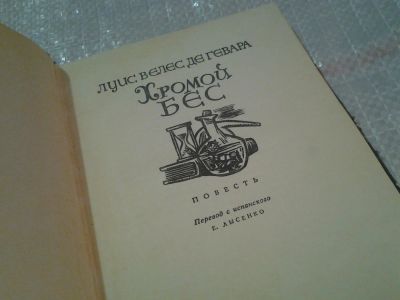 ЛУИС ВЕЛЕС ДЕ ГЕВАРА
Хромой
БЕС
ПОВЕСТЬ
Перевод с испанского
Е. ЛЫСЕНКО